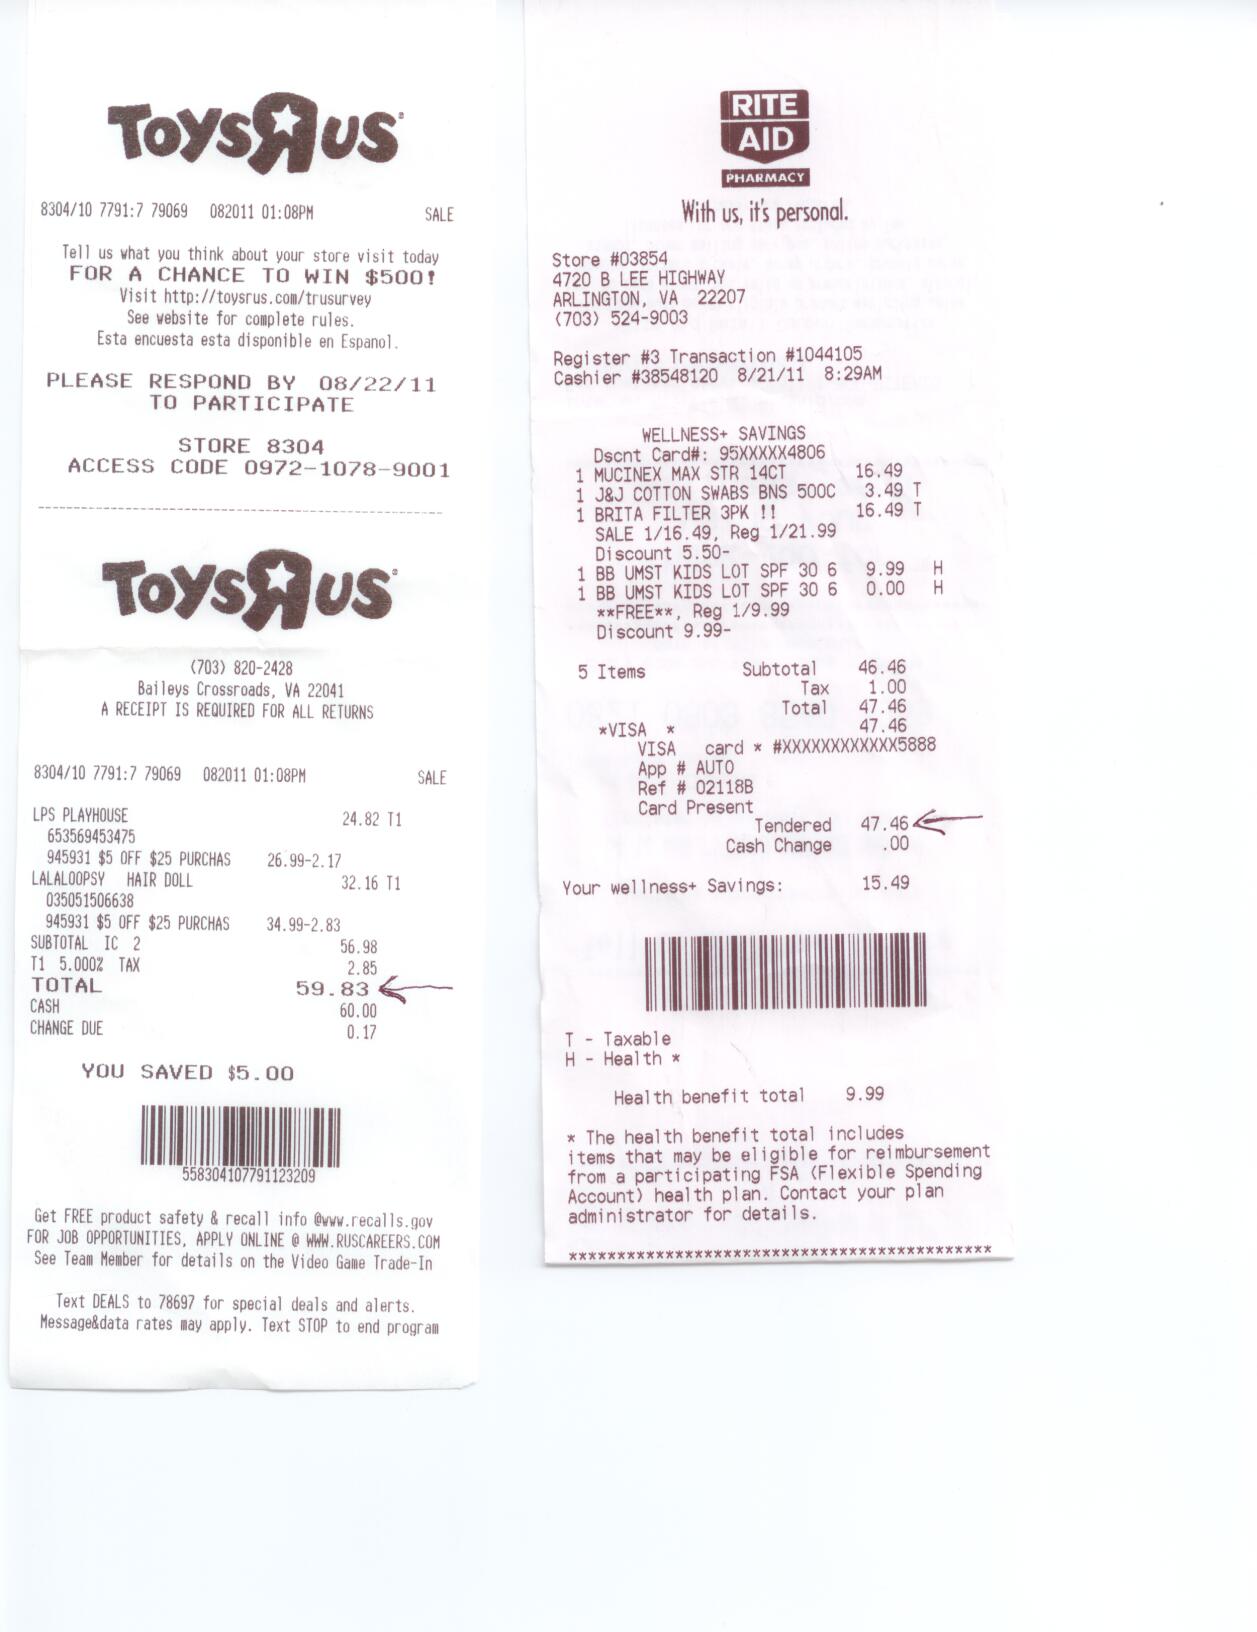 TOYSRUS
8304/10 7791:7 79069 082011 01:08PM SALE
Tell us what you think about your store visit today
FOR A CHANCE TO WIN $500!
Visit http://toysrus.com/trusurvey
See website for complete rules.
Esta encuesta esta disponible en Espanol.
PLEASE RESPOND BY 08/22/11
TO PARTICIPATE
STORE 8304
ACCESS CODE 0972-1078-9001
TOYSRUS
(703) 820-2428
Baileys Crossroads, VA 22041
A RECEIPT IS REQUIRED FOR ALL RETURNS
8304/10 7791:7 79069 082011 01:08PM SALE
LPS PLAYHOUSE 24.82 T1
653569453475
945931 $5 OFF $25 PURCHAS 26.99-2.17
LALALOOPSY HAIR DOLL 32.16 T1
035051506638
945931 $5 OFF $25 PURCHAS 34.99-2.83
SUBTOTAL IC 2 56.98
T1 5.000% TAX 2.85
TOTAL 59.83
CASH 60.00
CHANGE DUE 0.17
YOU SAVED $5.00
558304107791123209
Get FREE product safety & recall info @www.recalls.gov
FOR JOB OPPORTUNITIES, APPLY ONLINE @ WWW.RUSCAREERS.COM
See Team Member for details on the Video Game Trade-In
Text DEALS to 78697 for special deals and alerts.
Message&data rates may apply. Text STOP to end program
RITE
AID
PHARMACY
With us, it's personal.
Store #03854
4720 B LEE HIGHWAY
ARLINGTON, VA 22207
(703) 524-9003
Register #3 Transaction #1044105
Cashier #38548120 8/21/11 8:29AM
WELLNESS+ SAVINGS
Dscnt Card#: 95XXXXX4806
1 MUCINEX MAX STR 14CT 16.49
1 J&J COTTON SWABS BNS 500C 3.49 T
1 BRITA FILTER 3PK !! 16.49 T
SALE 1/16.49, Reg 1/21.99
Discount 5.50-
1 BB UMST KIDS LOT SPF 30 6 9.99 H
1 BB UMST KIDS LOT SPF 30 6 0.00 H
**FREE**, Reg 1/9.99
Discount 9.99-
5 Items Subtotal 46.46
Tax 1.00
Total 47.46
*VISA * 47.46
VISA card * #XXXXXXXXXXXX5888
App # AUTO
Ref # 02118B
Card Present
Tendered 47.46
Cash Change .00
Your wellness+ Savings: 15.49
T - Taxable
H - Health *
Health benefit total 9.99
* The health benefit total includes
items that may be eligible for reimbursement
from a participating FSA (Flexible Spending
Account) health plan. Contact your plan
administrator for details.
*******************************************